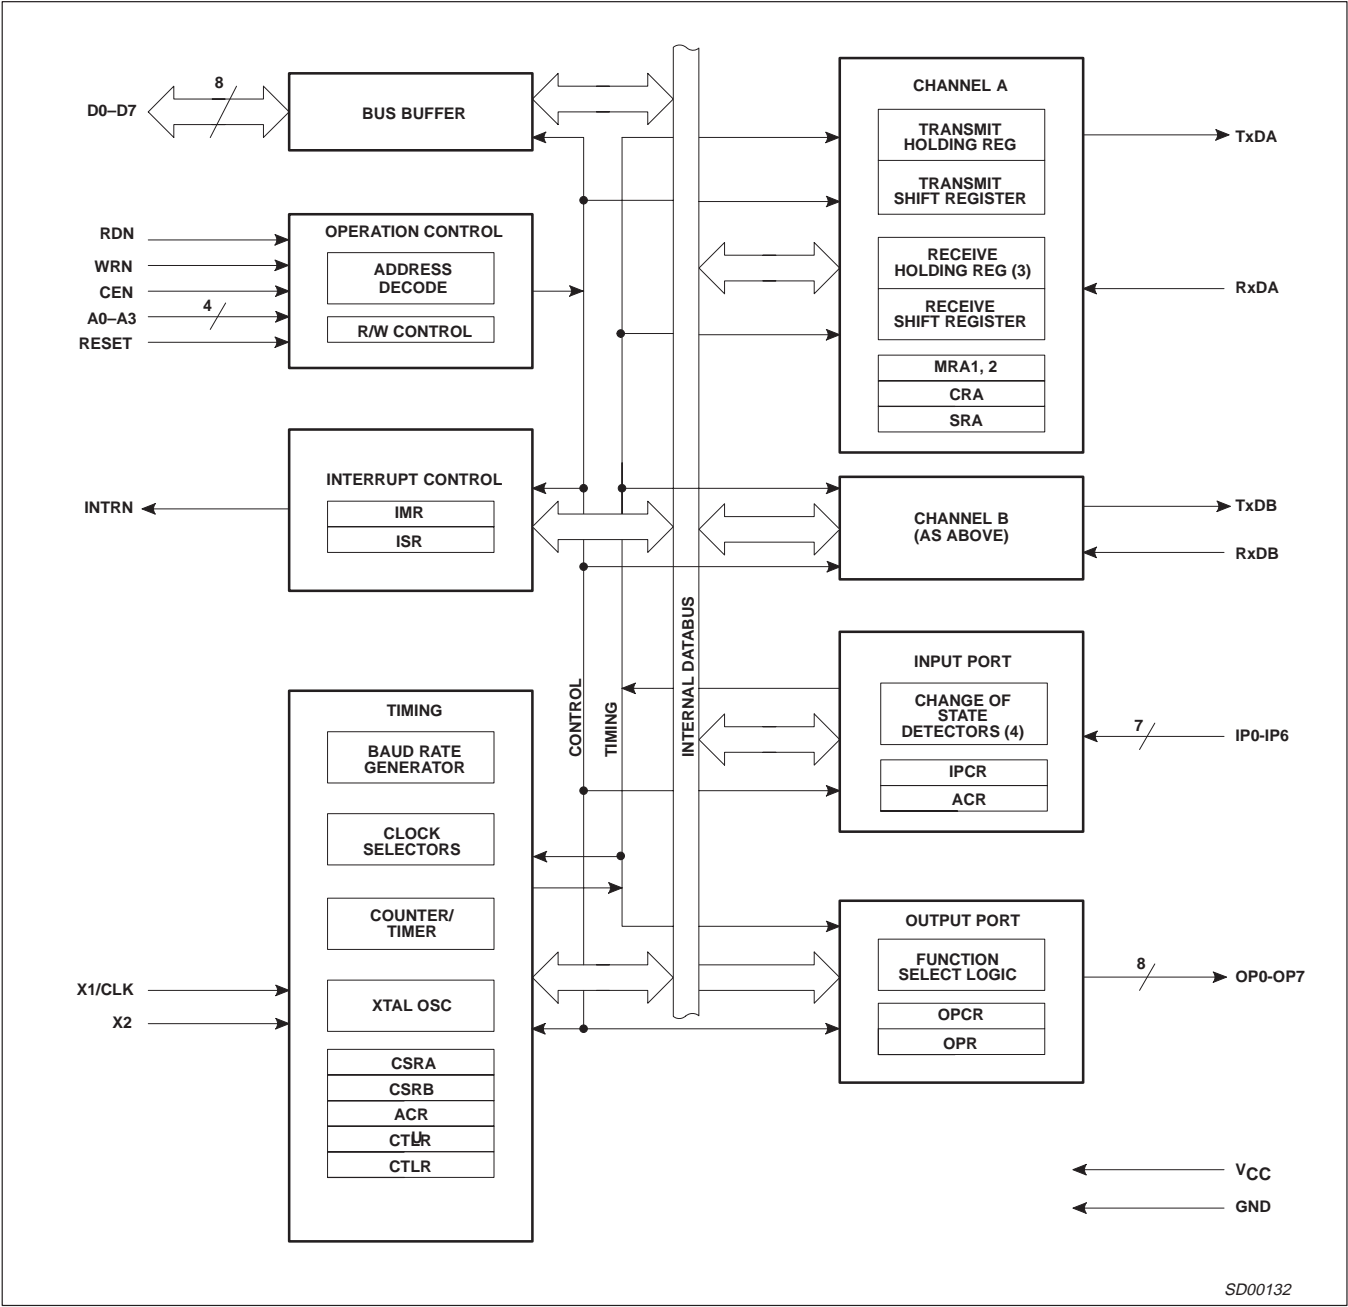 D0–D7
8
BUS BUFFER
RDN
WRN
CEN
A0–A3
4
RESET
OPERATION CONTROL
ADDRESS
DECODE
R/W CONTROL
INTRN
INTERRUPT CONTROL
IMR
ISR
X1/CLK
X2
TIMING
BAUD RATE
GENERATOR
CLOCK
SELECTORS
COUNTER/
TIMER
XTAL OSC
CSRA
CSRB
ACR
CTLR
CONTROL
TIMING
INTERNAL DATABUS
CHANNEL A
TRANSMIT
HOLDING REG
TRANSMIT
SHIFT REGISTER
RECEIVE
HOLDING REG (3)
RECEIVE
SHIFT REGISTER
MRA1, 2
CRA
SRA
TxDA
RxDA
CHANNEL B
(AS ABOVE)
TxDB
RxDB
INPUT PORT
CHANGE OF
STATE
DETECTORS (4)
IPCR
ACR
7
IP0-IP6
OUTPUT PORT
FUNCTION
SELECT LOGIC
OPCR
OPR
8
OP0-OP7
VCC
GND
SD00132